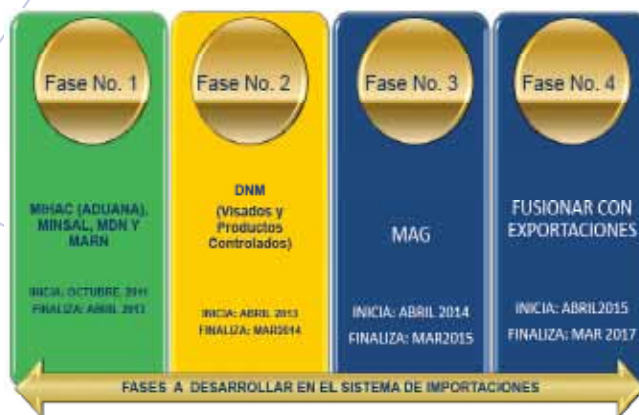 Fase No. 1
MIHAC (ADUANA),
MINSAL, MDN Y
MARN
INICIA: OCTUBRE, 2011
FINALIZA: ABRIL 2013
Fase No. 2
DNM
(Visados y
Productos
Controlados)
INICIA: ABRIL 2013
FINALIZA: MAR2014
Fase No. 3
MAG
INICIA: ABRIL 2014
FINALIZA: MAR2015
Fase No. 4
FUSIONAR CON
EXPORTACIONES
INICIA: ABRIL2015
FINALIZA: MAR 2017
FASES A DESARROLLAR EN EL SISTEMA DE IMPORTACIONES